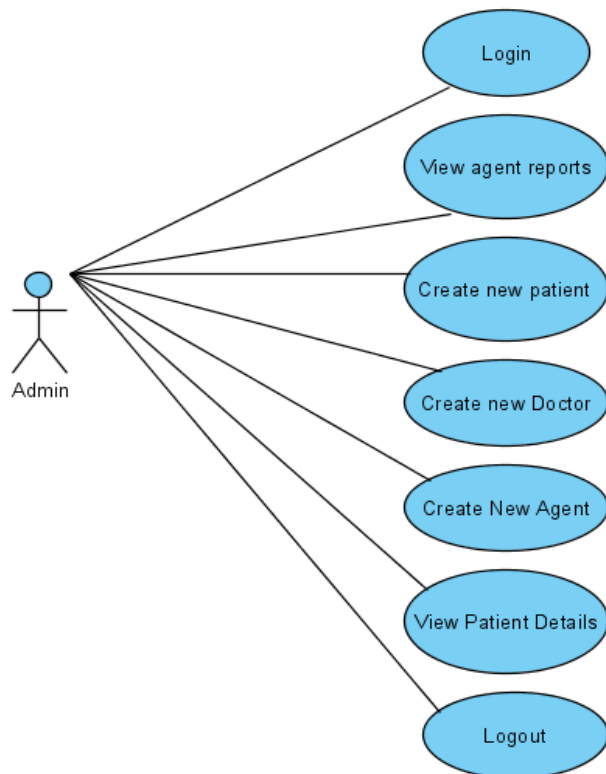 Login
View agent reports
Create new patient
Admin
Create new Doctor
Create New Agent
View Patient Details
Logout